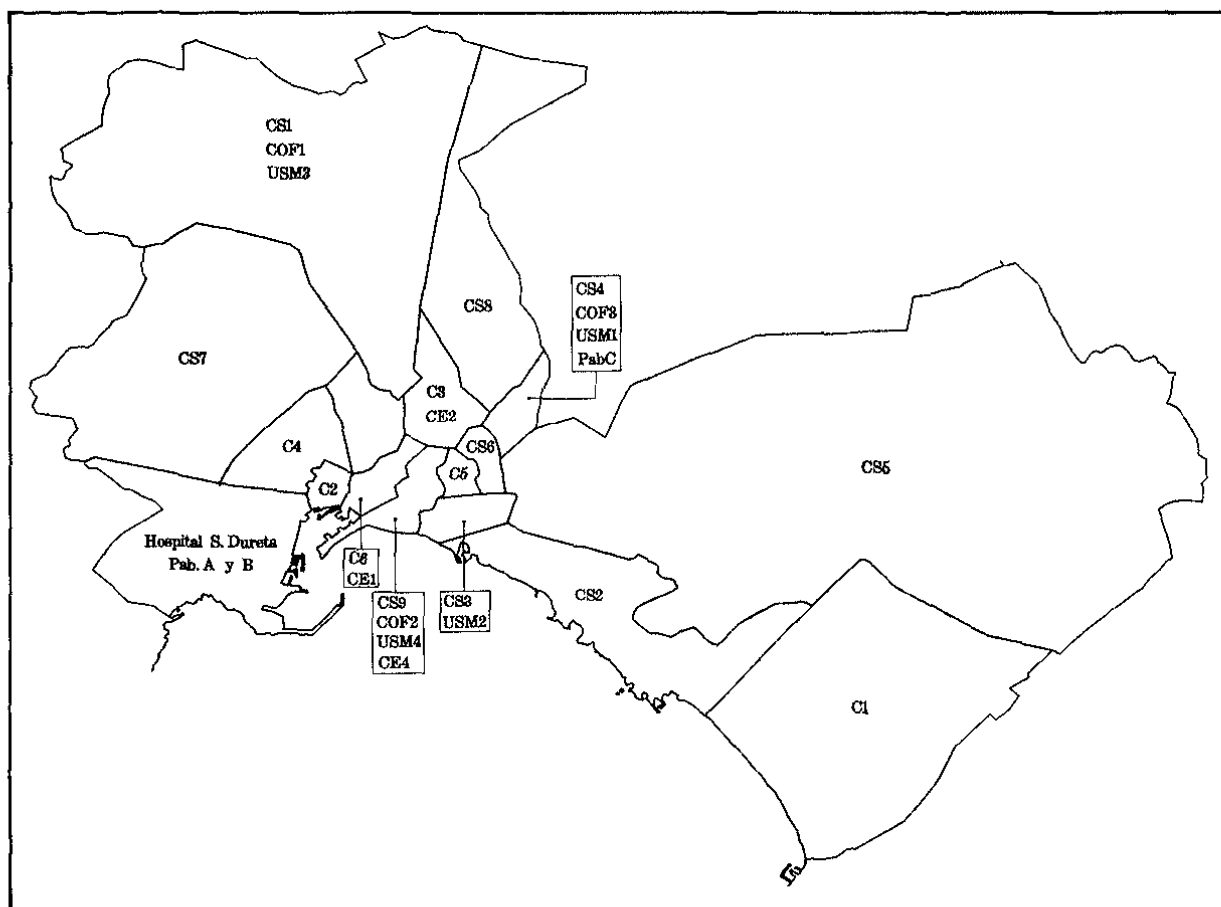 CS1
COF1
USM3
CS8
CS4
COF3
USM1
PabC
CS7
C3
CE2
C4
CS6
C5
CS5
C2
Hospital S. Dureta
Pab. A y B
C6
CE1
CS9
COF2
USM4
CE4
CS3
USM2
CS2
C1